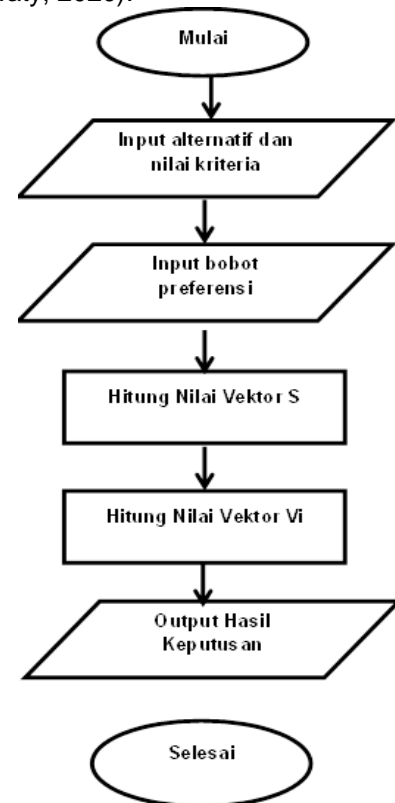 2020).
Mulai
Input alternatif dan
nilai kriteria
Input bobot
preferensi
Hitung Nilai Vektor S
Hitung Nilai Vektor Vi
Output Hasil
Keputusan
Selesai